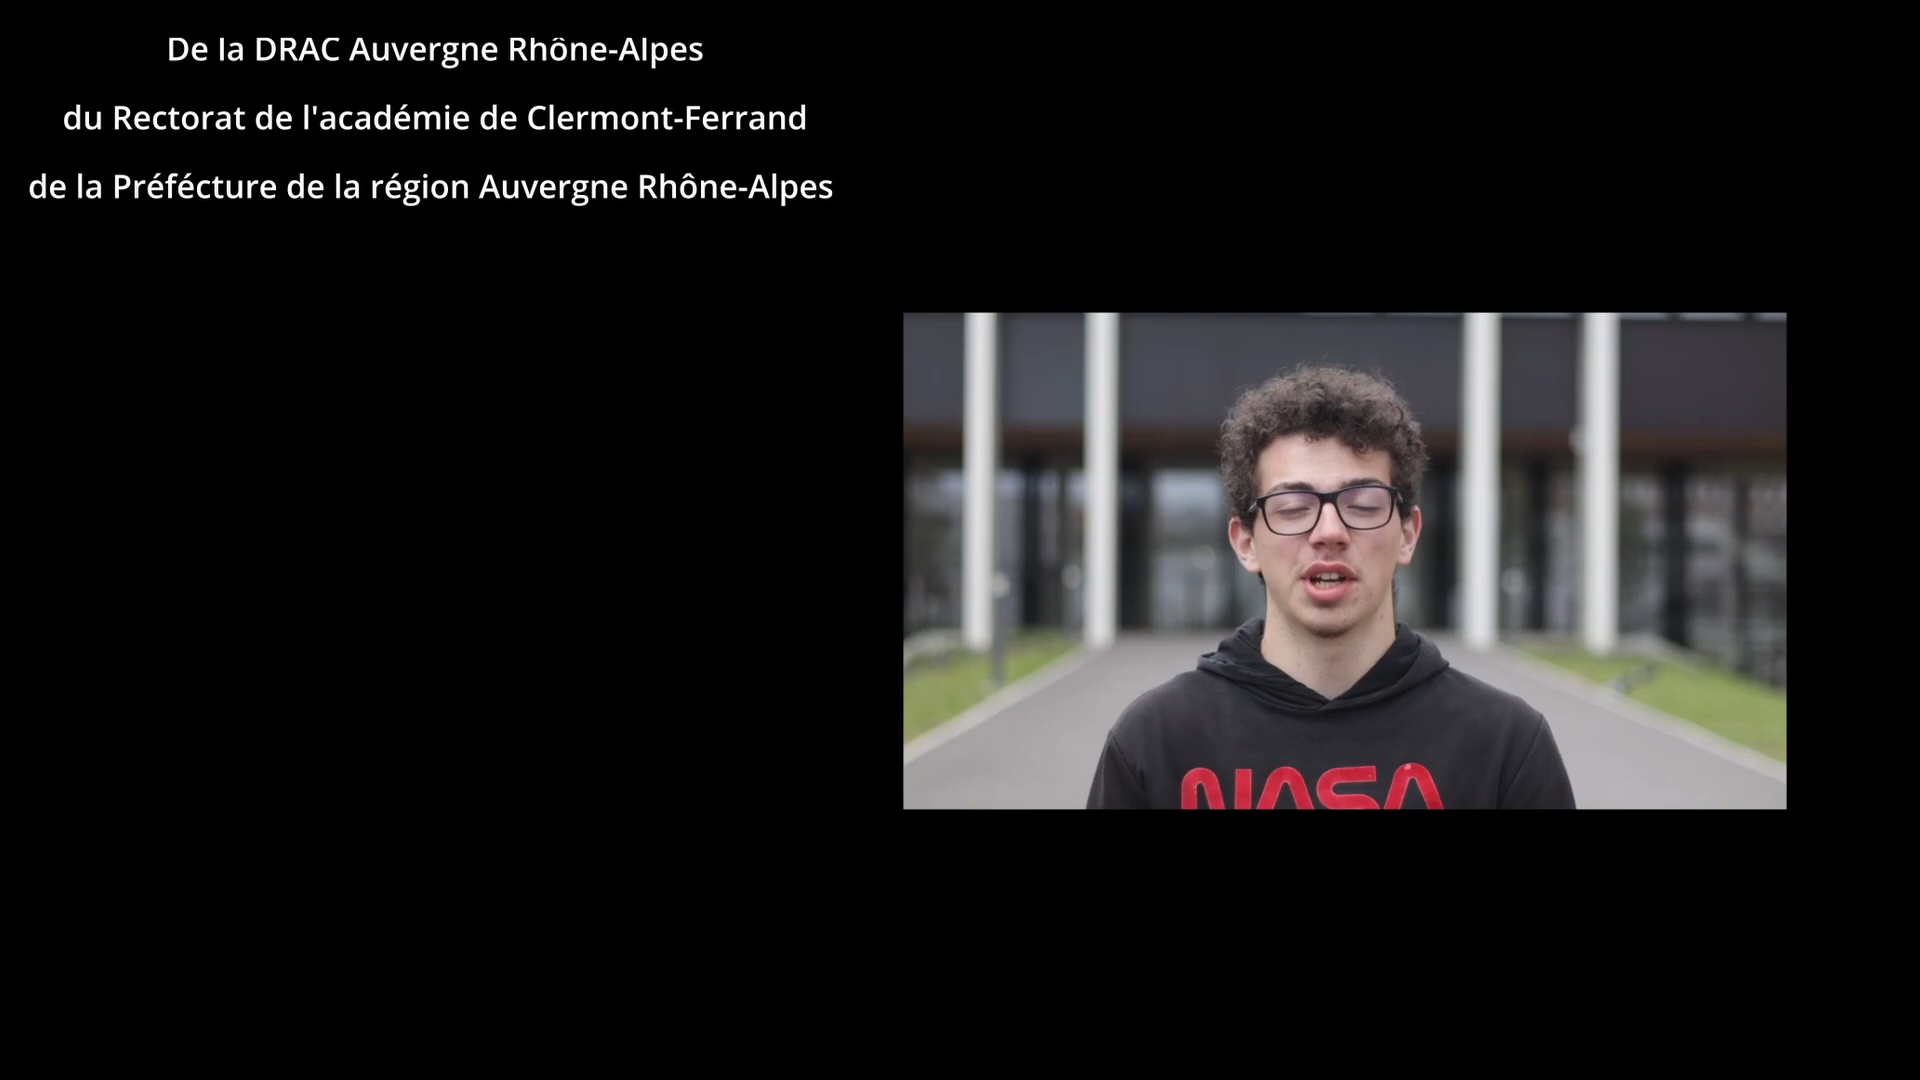 De la DRAC Auvergne Rhône-Alpes
du Rectorat de l'académie de Clermont-Ferrand
de la Préfécture de la région Auvergne Rhône-Alpes
NASA